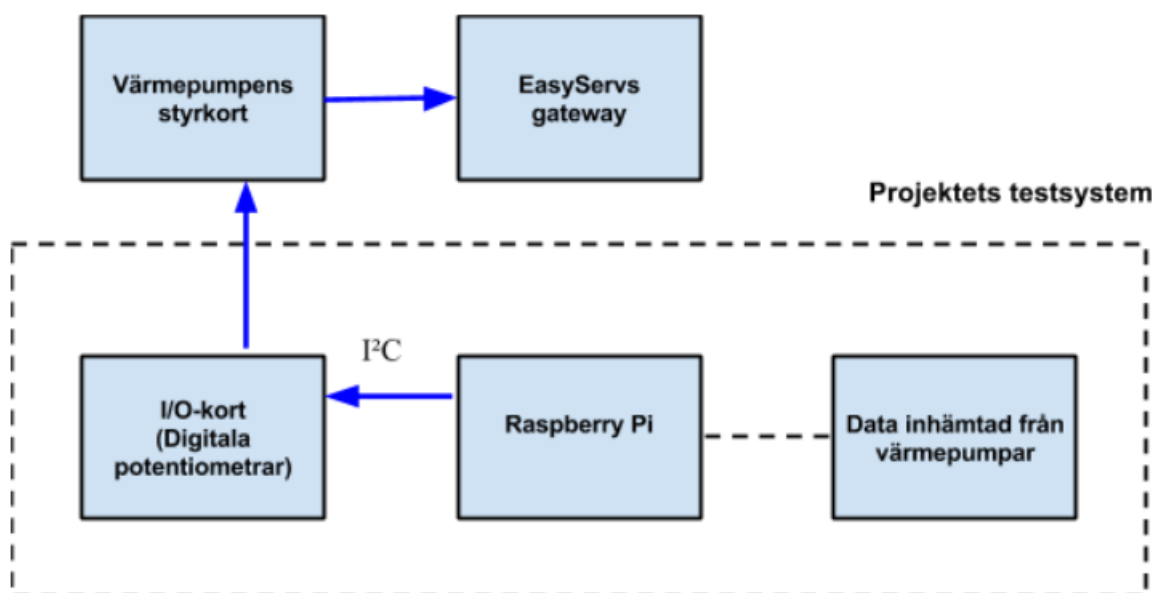 Värmepumpens
styrkort
EasyServs
gateway
Projektets testsystem
I²C
I/O-kort
(Digitala
potentiometrar)
Raspberry Pi
Data inhämtad från
värmepumpar